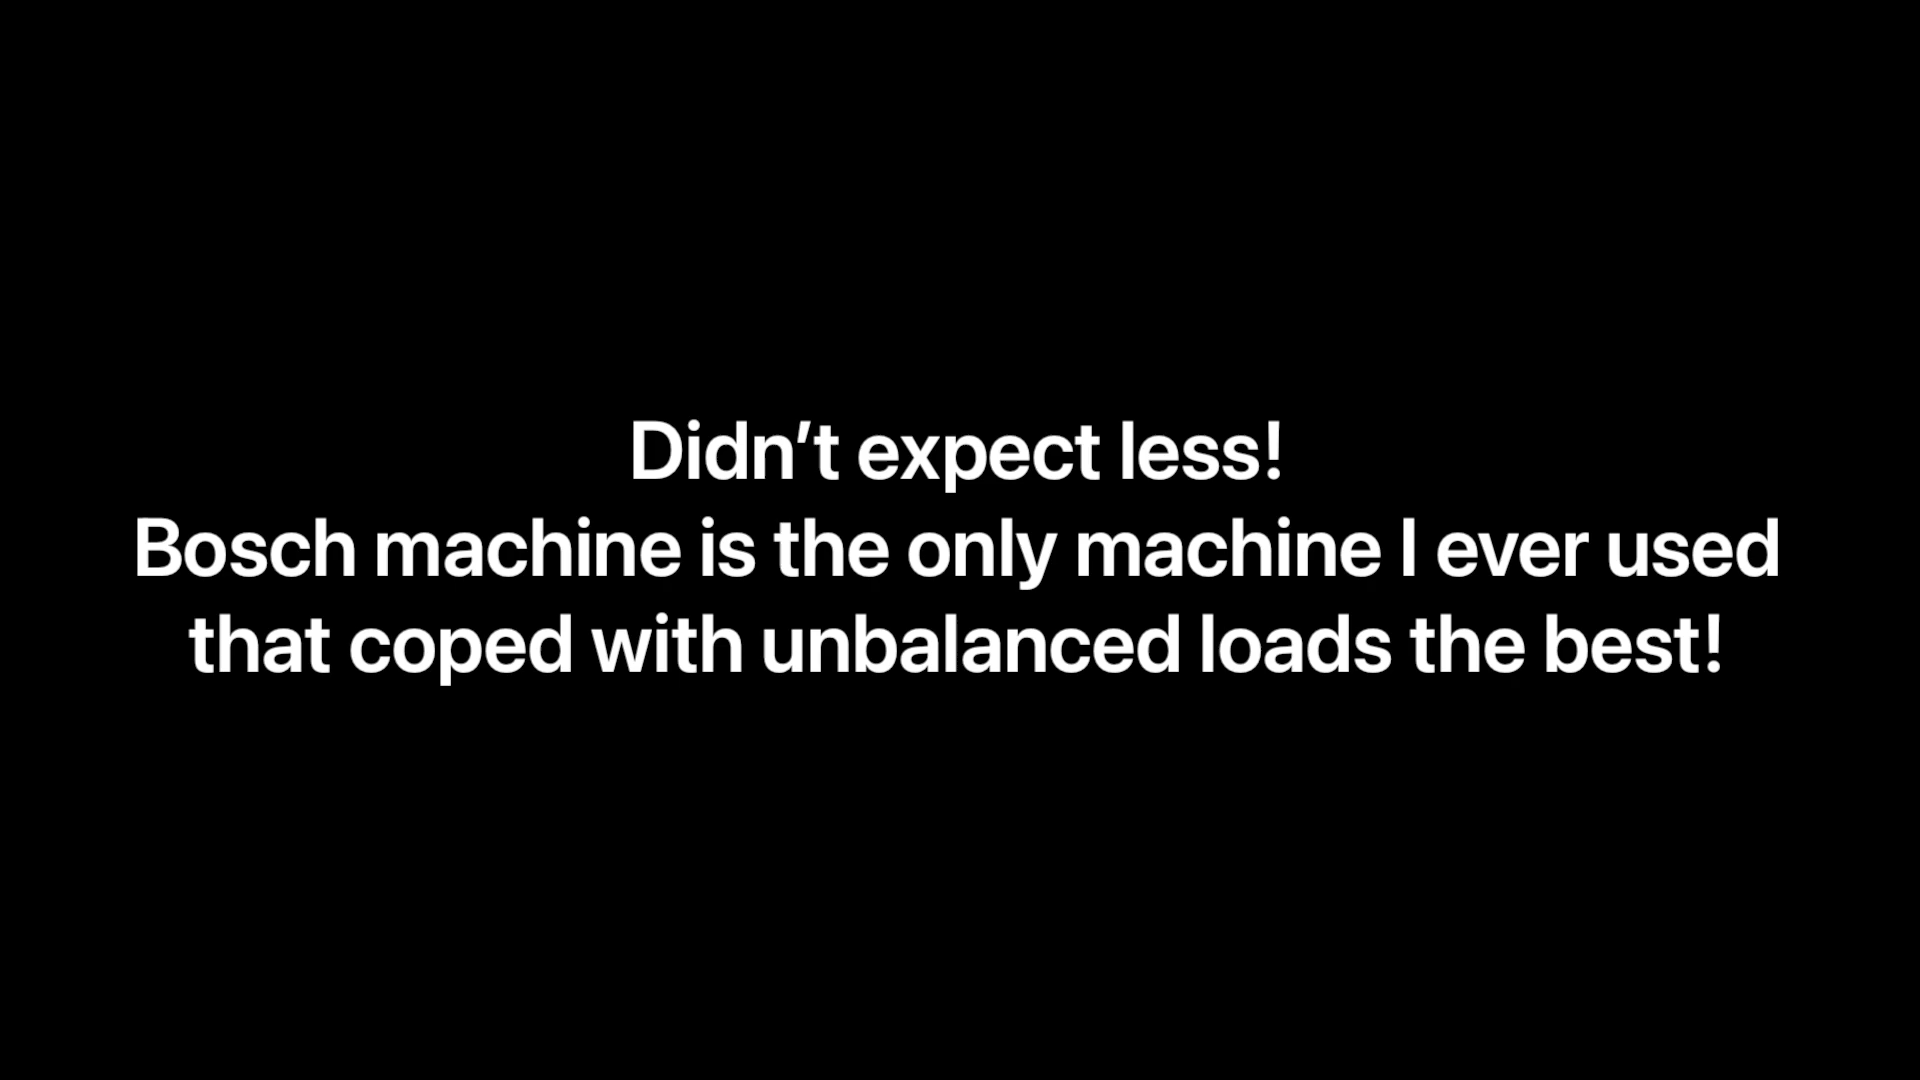 Didn’t expect less!
Bosch machine is the only machine I ever used
that coped with unbalanced loads the best!